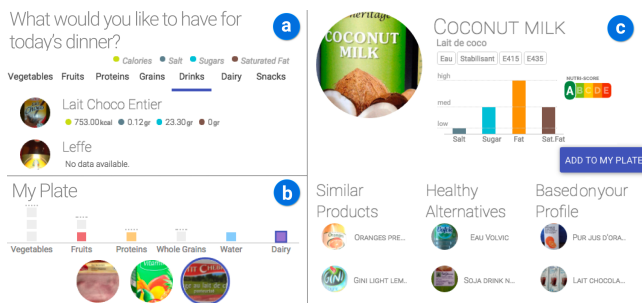 What would you like to have for
today's dinner?
a
Calories Salt Sugars Saturated Fat
Vegetables Fruits Proteins Grains Drinks Dairy Snacks
Lait Choco Entier
753.00kcal 0.12gr 23.30gr 0gr
Leffe
No data available.
My Plate
b
Vegetables Fruits Proteins Whole Grains Water Dairy
c
COCONUT
MILK
COCONUT MILK
Lait de coco
Eau Stabilisant E415 E435
high
med
low
Salt Sugar Fat Sat.Fat
NUTRI-SCORE
A B C D E
ADD TO MY PLATE
Similar
Products
ORANGES PRE...
GINI LIGHT LEM..
Healthy
Alternatives
EAU VOLVIC
SOJA DRINK N...
Based on your
Profile
PUR JUS D'ORA...
LAIT CHOCOLA...